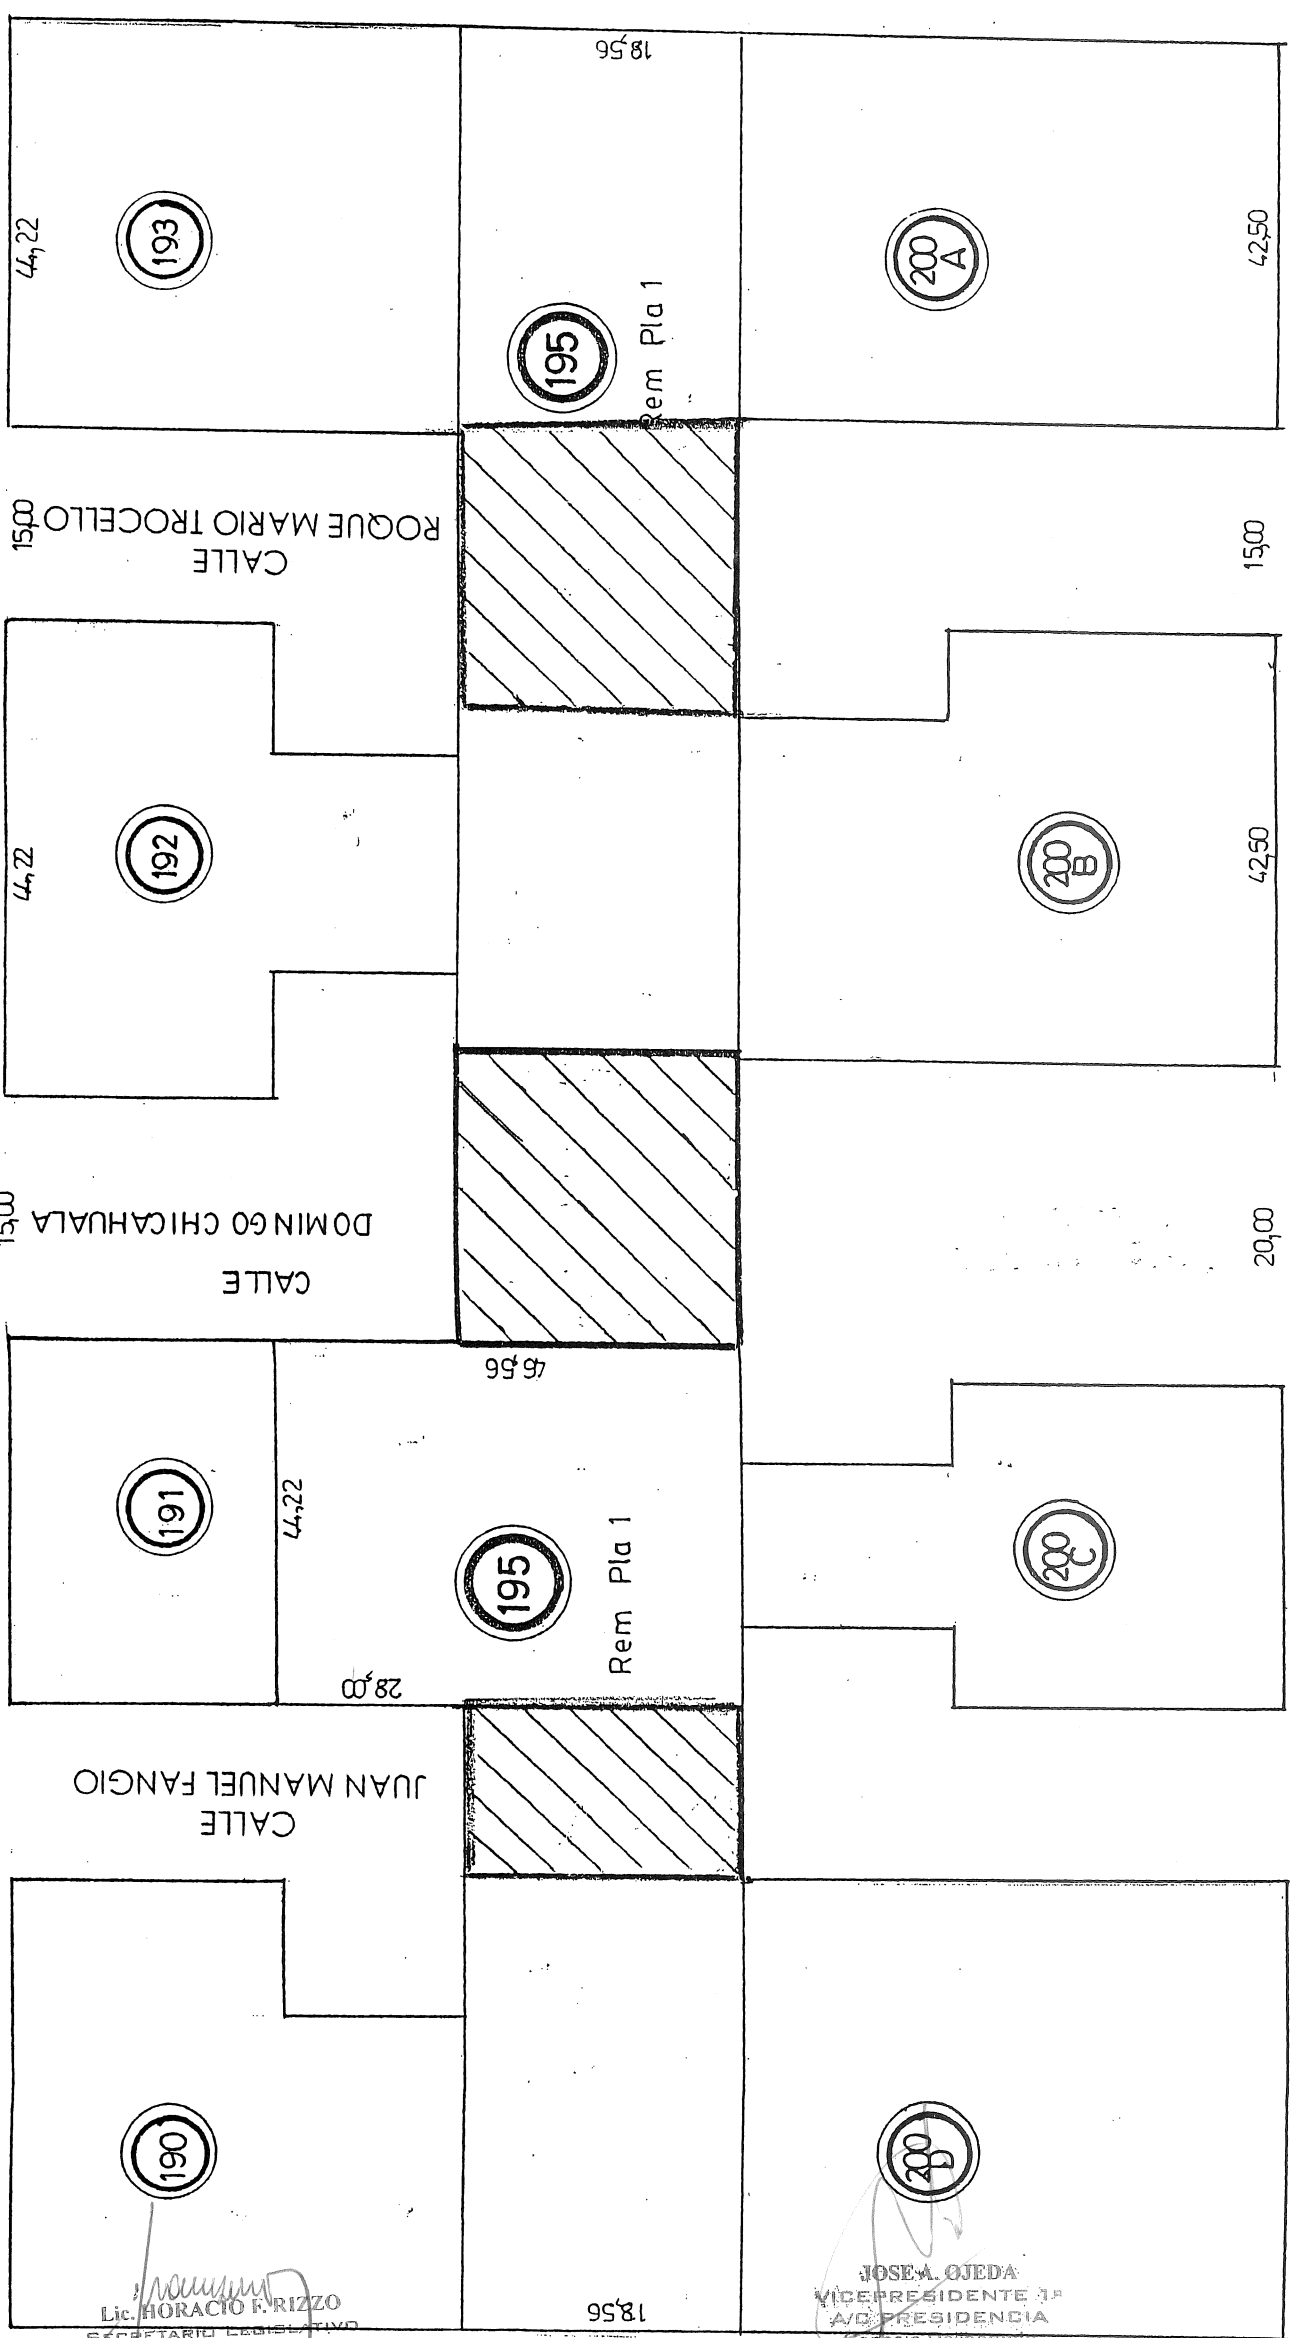 18,56
44,22
193
195
Rem Pla 1
200
A
42,50
15,00
CALLE
ROQUE MARIO TROCELLO
15,00
44,22
192
200
B
42,50
15,00
CALLE
DOMINGO CHICAHUALA
20,00
46,56
191
44,22
195
Rem Pla 1
200
C
28,00
CALLE
JUAN MANUEL FANGIO
190
200
D
18,56
Lic. HORACIO F. RIZZO
SECRETARIO LEGISLATIVO
JOSE A. OJEDA
VICEPRESIDENTE 1º
A/C PRESIDENCIA